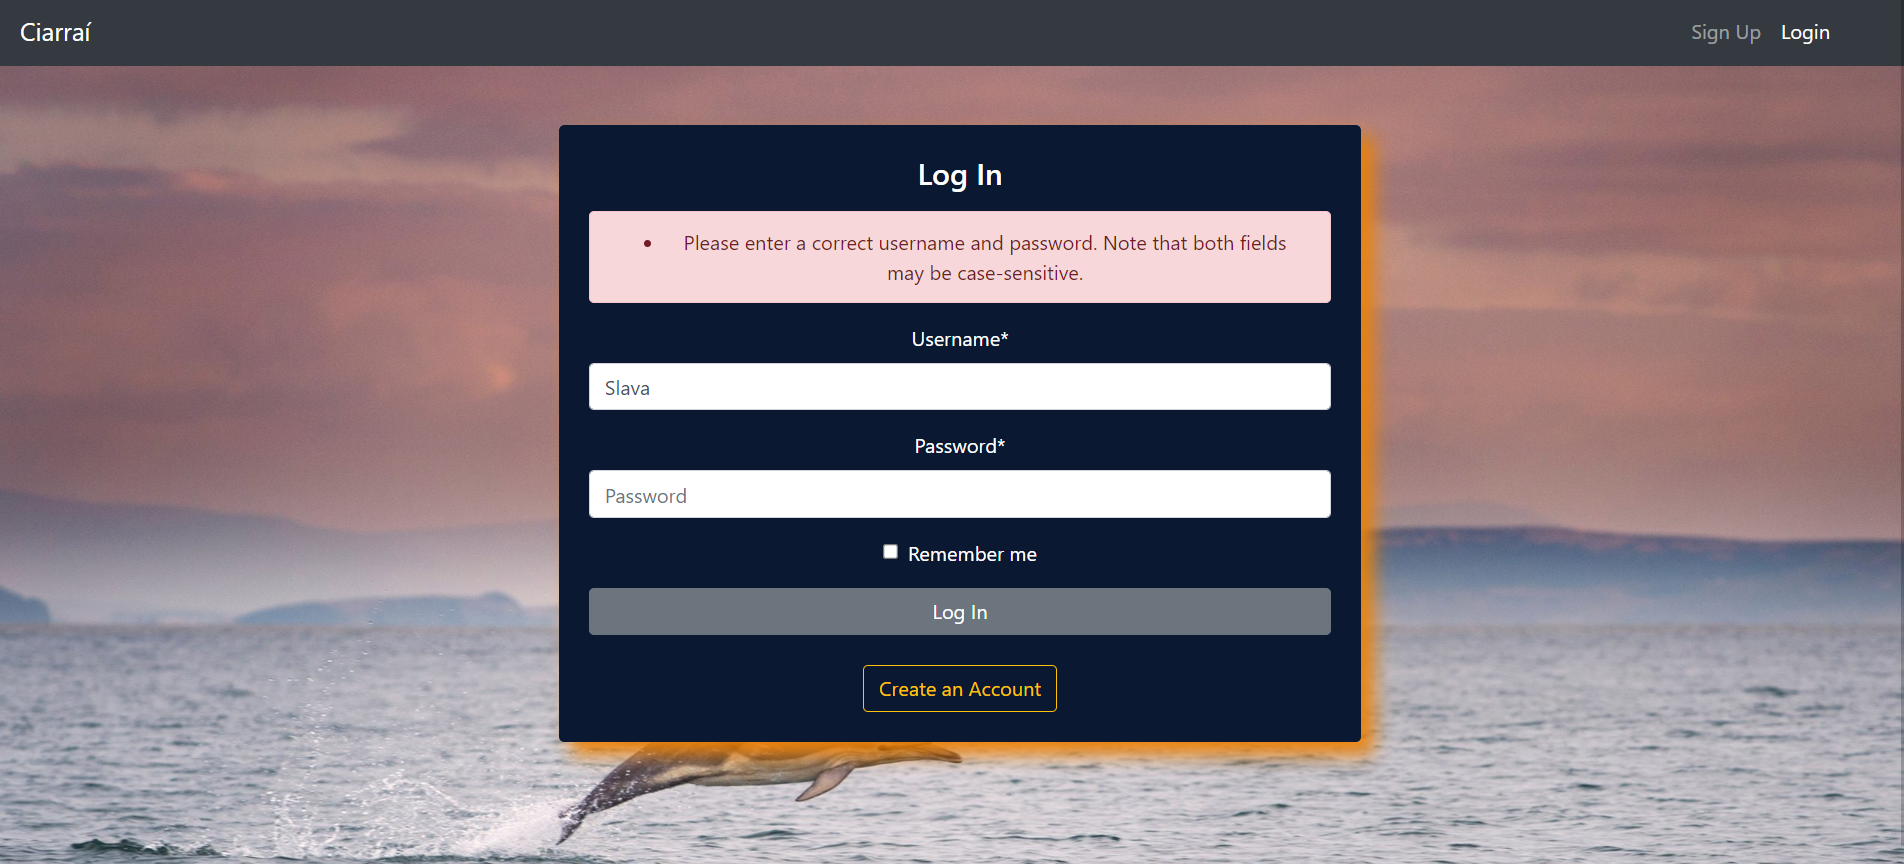 Ciarraí
Sign Up Login
Log In
Please enter a correct username and password. Note that both fields
may be case-sensitive.
Username*
Slava
Password*
Password
Remember me
Log In
Create an Account